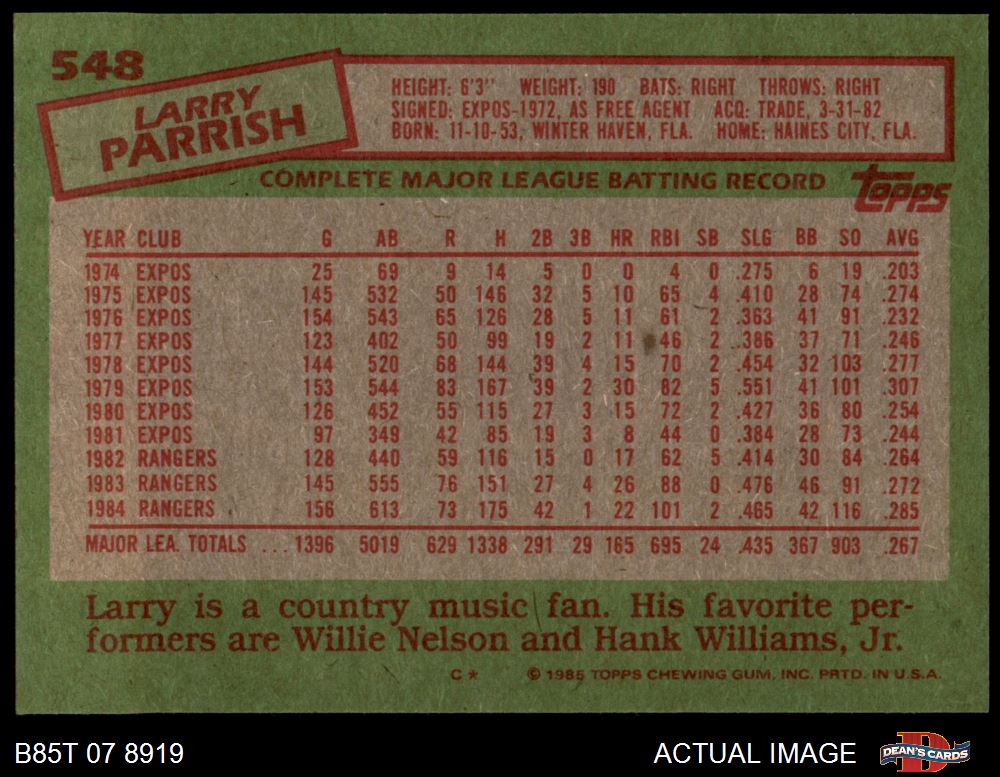 548
LARRY
PARRISH
HEIGHT: 6'3" WEIGHT: 190 BATS: RIGHT THROWS: RIGHT
SIGNED: EXPOS-1972, AS FREE AGENT ACQ: TRADE, 3-31-82
BORN: 11-10-53, WINTER HAVEN, FLA. HOME: HAINES CITY, FLA.
COMPLETE MAJOR LEAGUE BATTING RECORD
topps
YEAR CLUB G AB R H 2B 3B HR RBI SB SLG BB SO AVG
1974 EXPOS 25 69 9 14 5 0 0 4 0 .275 6 19 .203
1975 EXPOS 145 532 50 146 32 5 10 65 4 .410 28 74 .274
1976 EXPOS 154 543 65 126 28 5 11 61 2 .363 41 91 .232
1977 EXPOS 123 402 50 99 19 2 11 46 2 .386 37 71 .246
1978 EXPOS 144 520 68 144 39 4 15 70 2 .454 32 103 .277
1979 EXPOS 153 544 83 167 39 2 30 82 5 .551 41 101 .307
1980 EXPOS 126 452 55 115 27 3 15 72 2 .427 36 80 .254
1981 EXPOS 97 349 42 85 19 3 8 44 0 .384 28 73 .244
1982 RANGERS 128 440 59 116 15 0 17 62 5 .414 30 84 .264
1983 RANGERS 145 555 76 151 27 4 26 88 0 .476 46 91 .272
1984 RANGERS 156 613 73 175 42 1 22 101 2 .465 42 116 .285
MAJOR LEA. TOTALS ... 1396 5019 629 1338 291 29 165 695 24 .435 367 903 .267
Larry is a country music fan. His favorite per-
formers are Willie Nelson and Hank Williams, Jr.
C * © 1985 TOPPS CHEWING GUM, INC. PRTD. IN U.S.A.
B85T 07 8919
ACTUAL IMAGE
D
DEAN'S CARDS